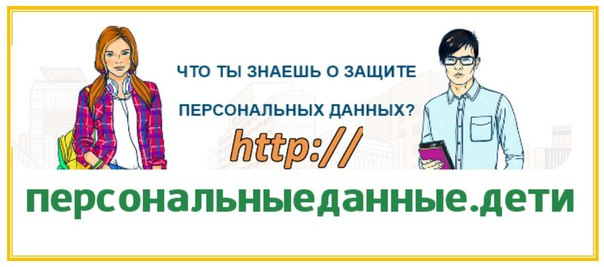 ЧТО ТЫ ЗНАЕШЬ О ЗАЩИТЕ
ПЕРСОНАЛЬНЫХ ДАННЫХ?
http://
персональныеданные.дети